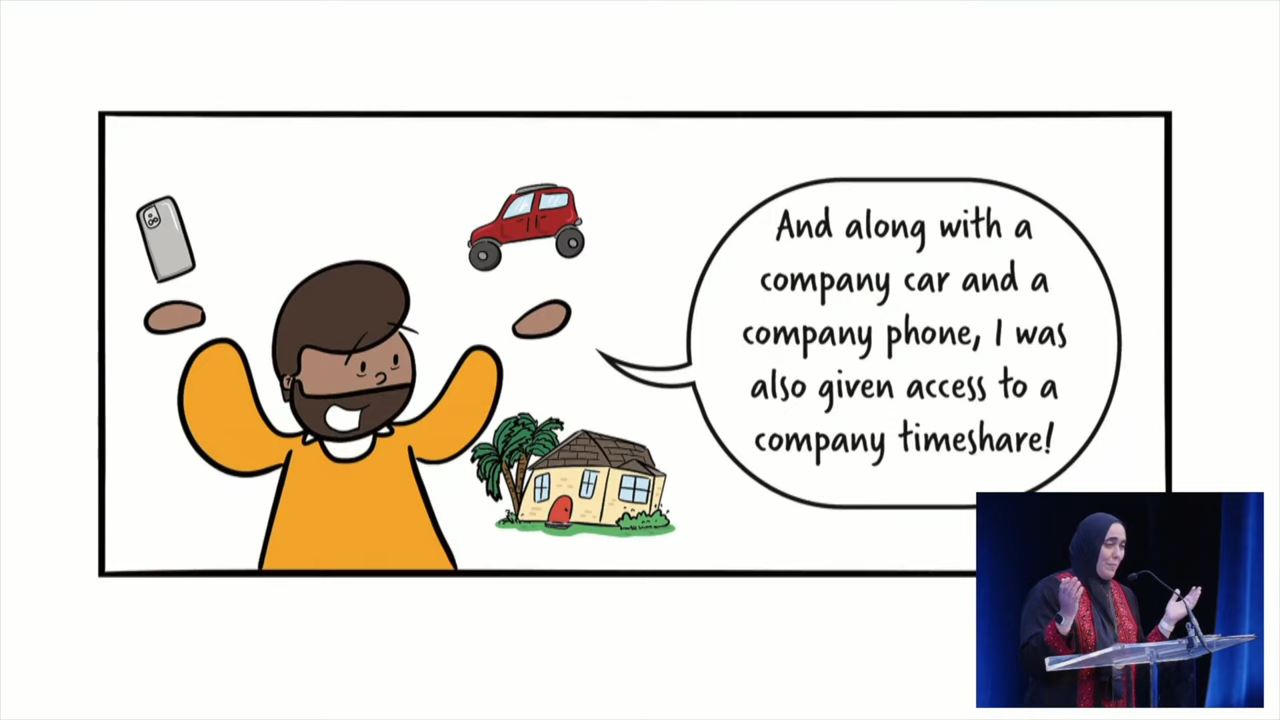 And along with a
company car and a
company phone, I was
also given access to a
company timeshare!